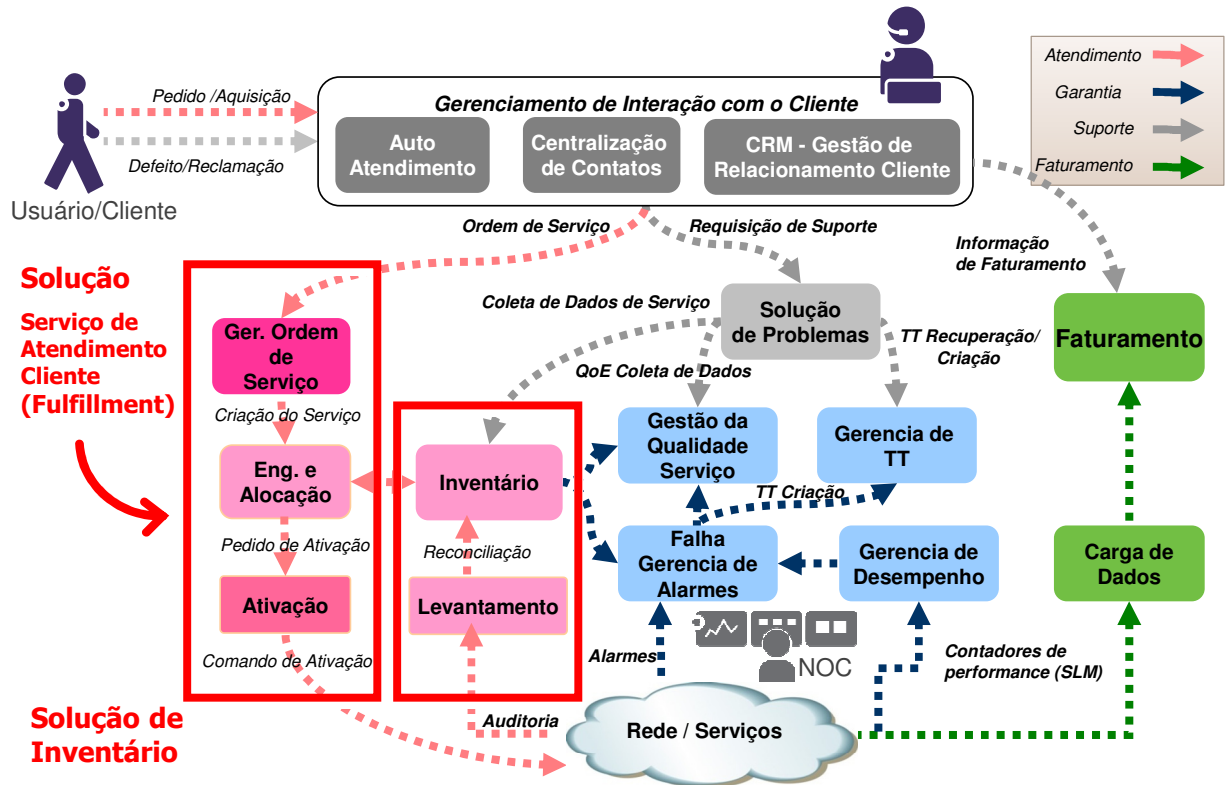 Pedido /Aquisição
Defeito/Reclamação
Usuário/Cliente
Gerenciamento de Interação com o Cliente
Auto
Atendimento
Centralização
de Contatos
CRM - Gestão de
Relacionamento Cliente
Atendimento
Garantia
Suporte
Faturamento
Ordem de Serviço
Requisição de Suporte
Informação
de Faturamento
Solução
Serviço de
Atendimento
Cliente
(Fulfillment)
Ger. Ordem
de
Serviço
Criação do Serviço
Eng. e
Alocação
Pedido de Ativação
Ativação
Comando de Ativação
Coleta de Dados de Serviço
Solução
de Problemas
TT Recuperação/
Criação
QoE Coleta de Dados
Faturamento
Inventário
Reconciliação
Levantamento
Gestão da
Qualidade
Serviço
Gerencia de
TT
TT Criação
Falha
Gerencia de
Alarmes
Gerencia de
Desempenho
Carga de
Dados
NOC
Alarmes
Contadores de
performance (SLM)
Auditoria
Rede / Serviços
Solução de
Inventário